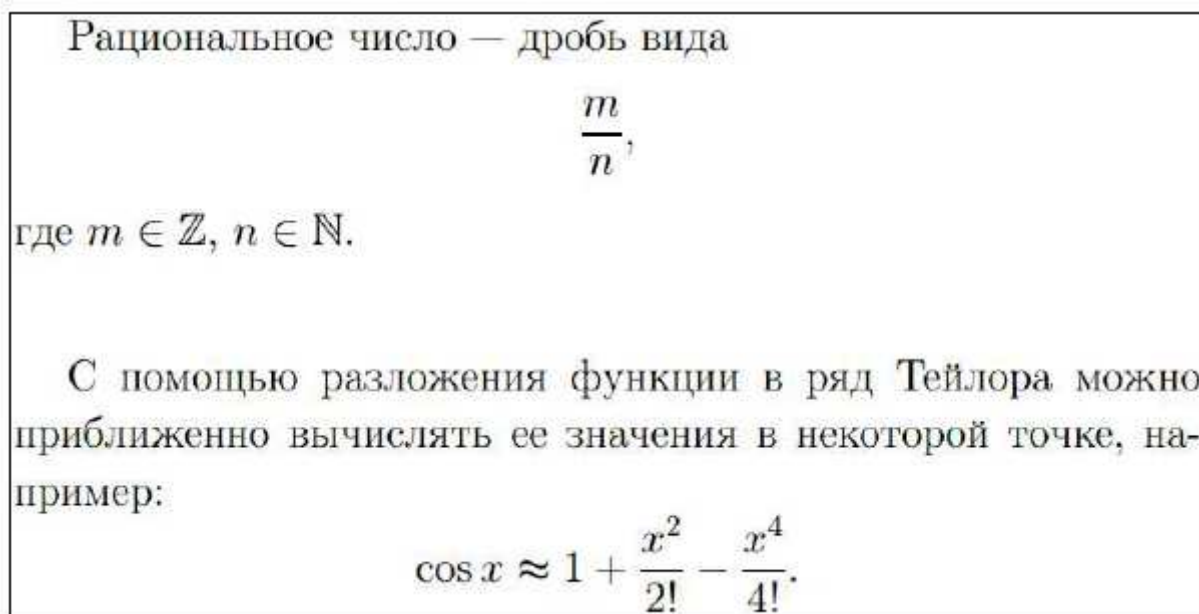 Рациональное число — дробь вида
m/n,
где m ∈ ℤ, n ∈ ℕ.
С помощью разложения функции в ряд Тейлора можно
приближенно вычислять ее значения в некоторой точке, на-
пример:
cos x ≈ 1 + x²/2! − x⁴/4!.